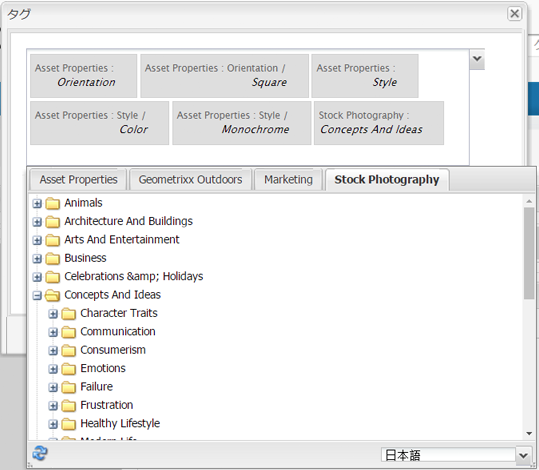 タグ
Asset Properties :
Orientation
Asset Properties : Orientation /
Square
Asset Properties :
Style
Asset Properties : Style /
Color
Asset Properties : Style /
Monochrome
Stock Photography :
Concepts And Ideas
Asset Properties
Geometrixx Outdoors
Marketing
Stock Photography
Animals
Architecture And Buildings
Arts And Entertainment
Business
Celebrations &amp; Holidays
Concepts And Ideas
Character Traits
Communication
Consumerism
Emotions
Failure
Frustration
Healthy Lifestyle
Modern Life
日本語